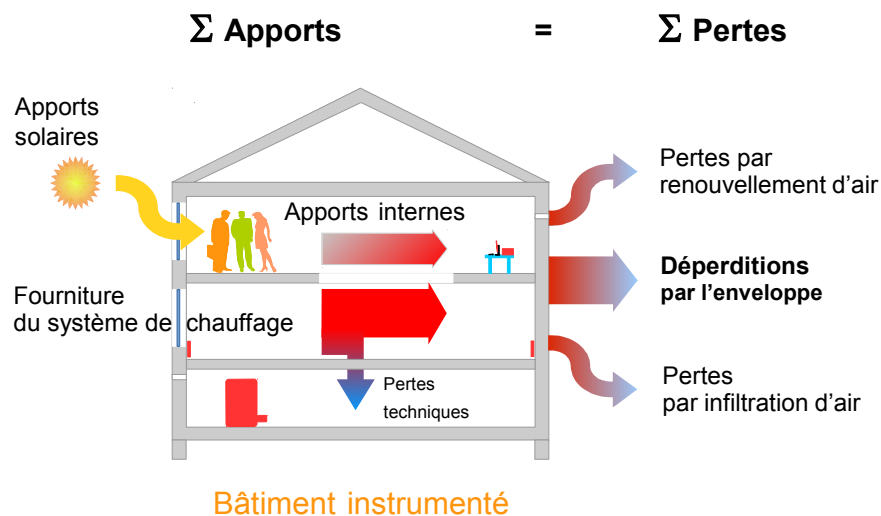 Σ Apports = Σ Pertes
Apports
solaires
Apports internes
Fourniture
du système de chauffage
Pertes
techniques
Pertes par
renouvellement d'air
Déperditions
par l'enveloppe
Pertes
par infiltration d'air
Bâtiment instrumenté